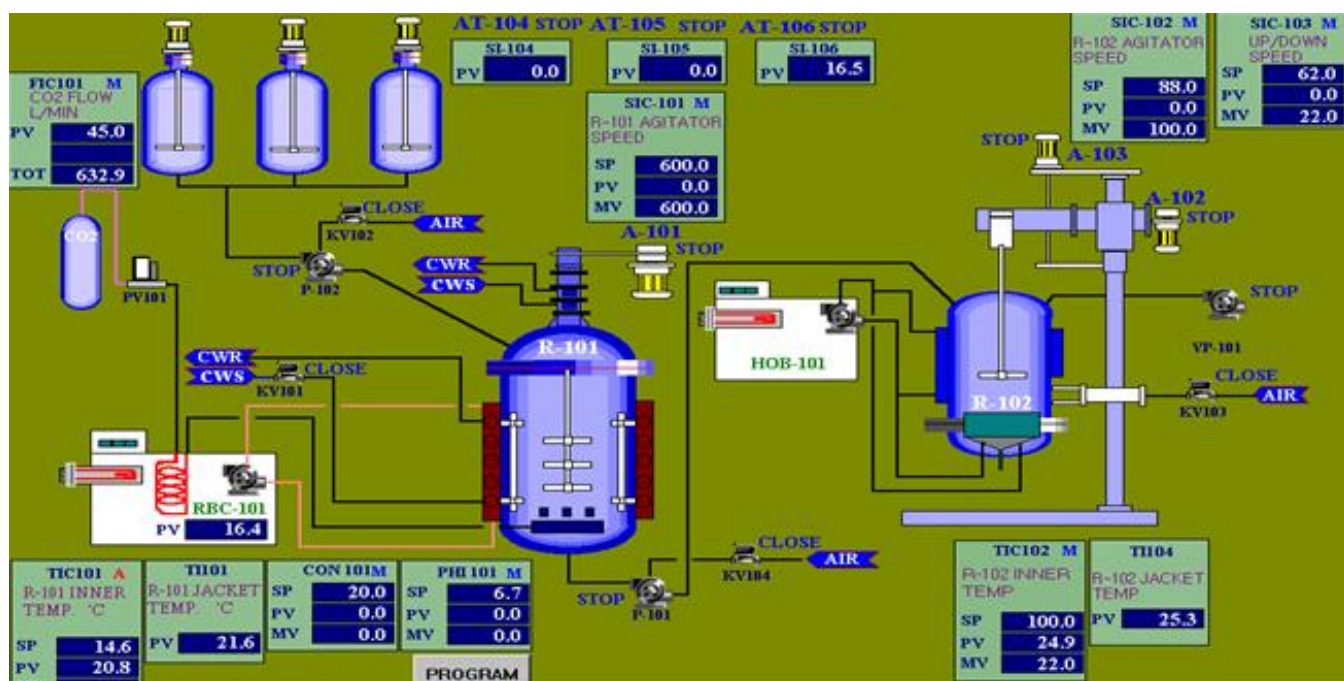 AT-104 STOP AT-105 STOP AT-106 STOP
SI-104
PV 0.0
SI-105
PV 0.0
SI-106
PV 16.5
SIC-102 M
R-102 AGITATOR
SPEED
SP 88.0
PV 0.0
MV 100.0
SIC-103 M
UP/DOWN
SPEED
SP 62.0
PV 0.0
MV 22.0
FIC101 M
CO2 FLOW
L/MIN
PV 45.0
TOT 632.9
SIC-101 M
R-101 AGITATOR
SPEED
SP 600.0
PV 0.0
MV 600.0
STOP
A-103
A-102
STOP
CLOSE
AIR
KV102
A-101
STOP
CO2
PV101
STOP
P-102
CWR
CWS
HOB-101
STOP
VP-101
R-101
CWR
CWS
CLOSE
KV101
R-102
CLOSE
AIR
KV103
RBC-101
PV 16.4
CLOSE
AIR
KV104
STOP
P-101
TIC101 A
R-101 INNER
TEMP. 'C
SP 14.6
PV 20.8
TI101
R-101 JACKET
TEMP. 'C
PV 21.6
CON 101M
SP 20.0
PV 0.0
MV 0.0
PHI 101 M
SP 6.7
PV 0.0
MV 0.0
PROGRAM
TIC102 M
R-102 INNER
TEMP
SP 100.0
PV 24.9
MV 22.0
TI104
R-102 JACKET
TEMP
PV 25.3